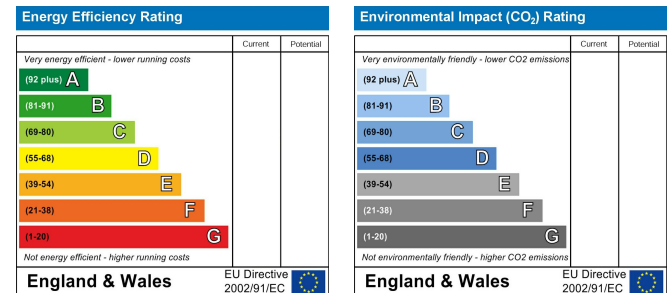 Energy Efficiency Rating
Current Potential
Very energy efficient - lower running costs
(92 plus) A
(81-91) B
(69-80) C
(55-68) D
(39-54) E
(21-38) F
(1-20) G
Not energy efficient - higher running costs
England & Wales
EU Directive
2002/91/EC
Environmental Impact (CO₂) Rating
Current Potential
Very environmentally friendly - lower CO2 emissions
(92 plus) A
(81-91) B
(69-80) C
(55-68) D
(39-54) E
(21-38) F
(1-20) G
Not environmentally friendly - higher CO2 emissions
England & Wales
EU Directive
2002/91/EC